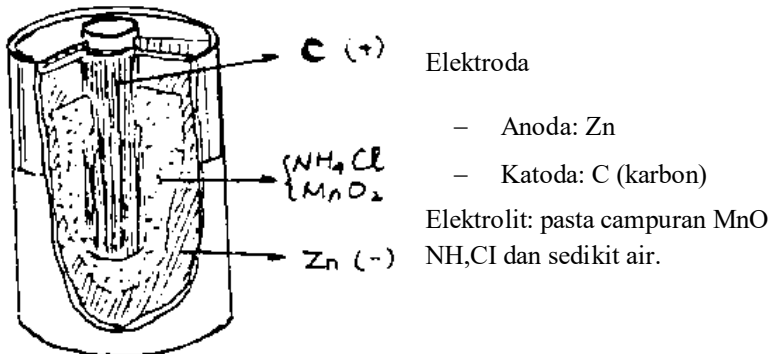 C (+)
Elektroda
– Anoda: Zn
– Katoda: C (karbon)
NH₄Cl
MnO₂
Elektrolit: pasta campuran MnO
NH,CI dan sedikit air.
Zn (-)